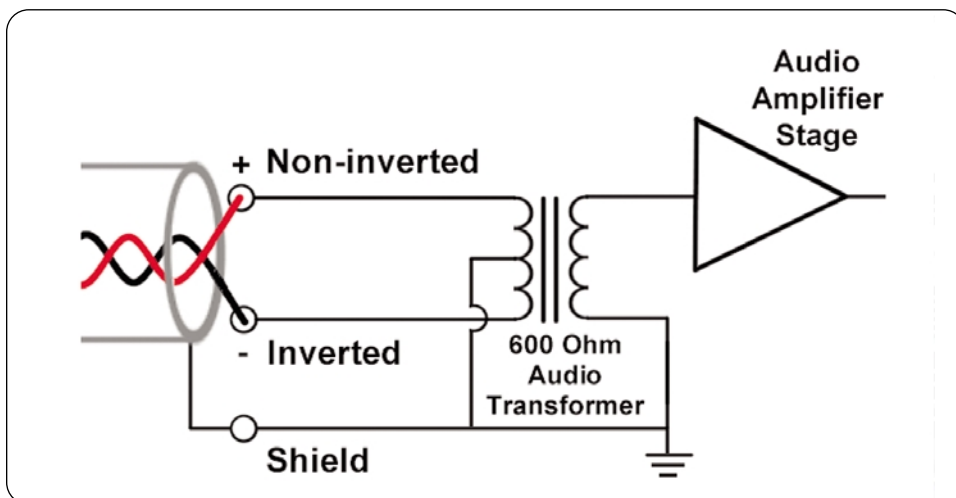 Audio
Amplifier
Stage
+ Non-inverted
- Inverted
600 Ohm
Audio
Transformer
Shield